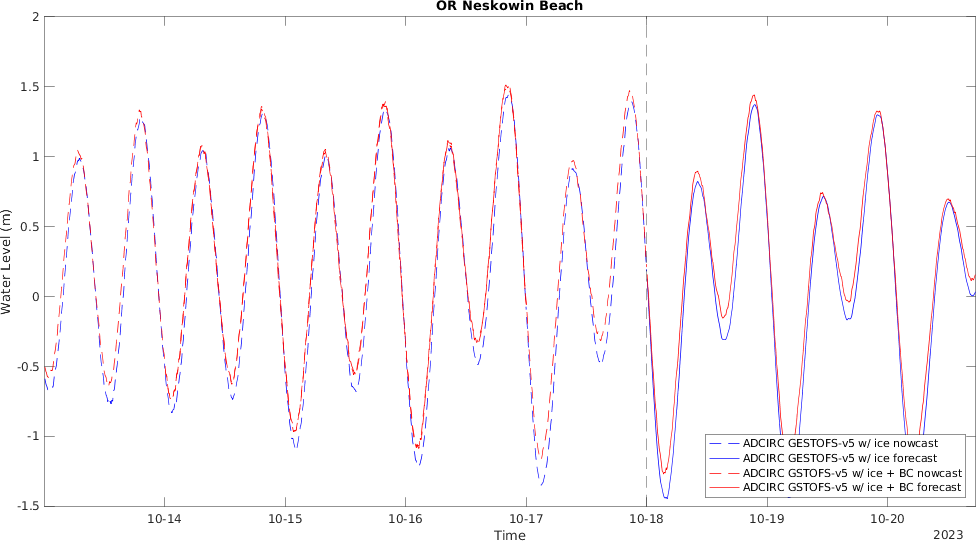 OR Neskowin Beach
2
1.5
1
0.5
0
-0.5
-1
-1.5
Water Level (m)
ADCIRC GESTOFS-v5 w/ ice nowcast
ADCIRC GESTOFS-v5 w/ ice forecast
ADCIRC GSTOFS-v5 w/ ice + BC nowcast
ADCIRC GSTOFS-v5 w/ ice + BC forecast
10-14 10-15 10-16 10-17 10-18 10-19 10-20
Time
2023